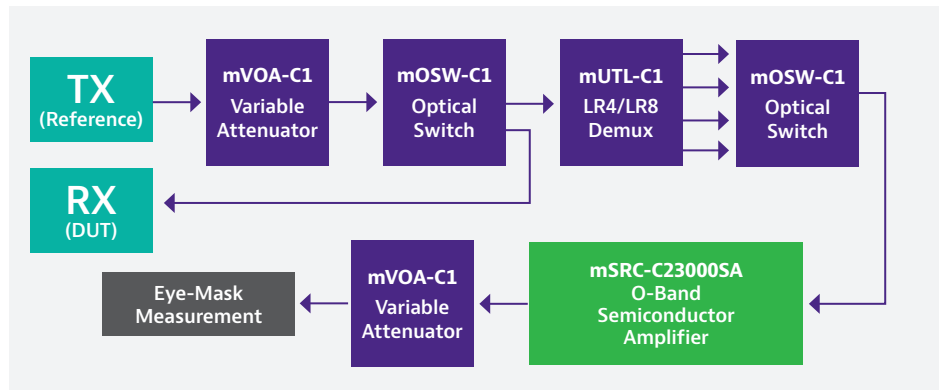 TX
(Reference)
mVOA-C1
Variable
Attenuator
mOSW-C1
Optical
Switch
mUTL-C1
LR4/LR8
Demux
mOSW-C1
Optical
Switch
RX
(DUT)
Eye-Mask
Measurement
mVOA-C1
Variable
Attenuator
mSRC-C23000SA
O-Band
Semiconductor
Amplifier